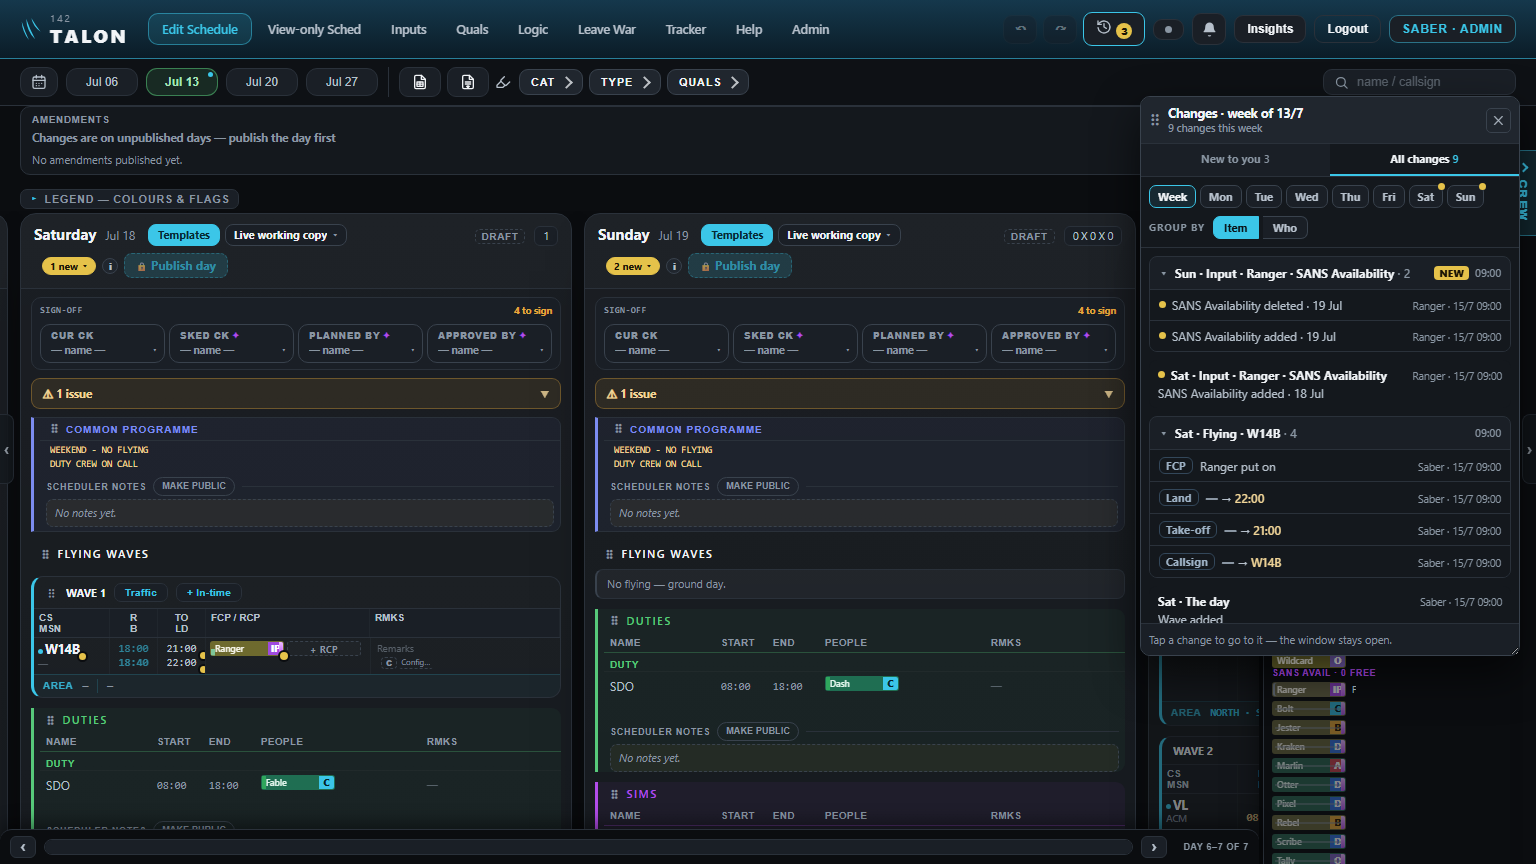 142
TALON
Edit Schedule
View-only Sched
Inputs
Quals
Logic
Leave War
Tracker
Help
Admin
3
Insights
Logout
SABER · ADMIN
Jul 06
Jul 13
Jul 20
Jul 27
CAT
TYPE
QUALS
name / callsign
AMENDMENTS
Changes are on unpublished days — publish the day first
No amendments published yet.
LEGEND — COLOURS & FLAGS
Saturday Jul 18
Templates
Live working copy
DRAFT
1
1 new
i
Publish day
SIGN-OFF
4 to sign
CUR CK
— name —
SKED CK
— name —
PLANNED BY
— name —
APPROVED BY
— name —
1 issue
COMMON PROGRAMME
WEEKEND - NO FLYING
DUTY CREW ON CALL
SCHEDULER NOTES
MAKE PUBLIC
No notes yet.
FLYING WAVES
WAVE 1
Traffic
+ In-time
CS
MSN
R
B
TO
LD
FCP / RCP
RMKS
W14B
—
18:00
18:40
21:00
22:00
Ranger
IP
+ RCP
Remarks
C
Config...
AREA — —
DUTIES
NAME START END PEOPLE RMKS
DUTY
SDO 08:00 18:00 Fable C —
Sunday Jul 19
Templates
Live working copy
DRAFT
0X0X0
2 new
i
Publish day
SIGN-OFF
4 to sign
CUR CK
— name —
SKED CK
— name —
PLANNED BY
— name —
APPROVED BY
— name —
1 issue
COMMON PROGRAMME
WEEKEND - NO FLYING
DUTY CREW ON CALL
SCHEDULER NOTES
MAKE PUBLIC
No notes yet.
FLYING WAVES
No flying — ground day.
DUTIES
NAME START END PEOPLE RMKS
DUTY
SDO 08:00 18:00 Dash C —
SCHEDULER NOTES
MAKE PUBLIC
No notes yet.
SIMS
NAME START END PEOPLE RMKS
Changes · week of 13/7
9 changes this week
New to you 3
All changes 9
Week
Mon
Tue
Wed
Thu
Fri
Sat
Sun
GROUP BY
Item
Who
Sun · Input · Ranger · SANS Availability · 2
NEW
09:00
SANS Availability deleted · 19 Jul
Ranger · 15/7 09:00
SANS Availability added · 19 Jul
Ranger · 15/7 09:00
Sat · Input · Ranger · SANS Availability
Ranger · 15/7 09:00
SANS Availability added · 18 Jul
Sat · Flying · W14B · 4
09:00
FCP Ranger put on
Saber · 15/7 09:00
Land — → 22:00
Saber · 15/7 09:00
Take-off — → 21:00
Saber · 15/7 09:00
Callsign — → W14B
Saber · 15/7 09:00
Sat · The day
Saber · 15/7 09:00
Wave added
Tap a change to go to it — the window stays open.
CREW
AREA NORTH ·
WAVE 2
CS
MSN
VL
ACM
08
Wildcard O
SANS AVAIL · 0 FREE
Ranger IP F
Bolt C
Jester B
Kraken D
Marlin A
Otter D
Pixel D
Rebel B
Scribe D
Tally O
DAY 6–7 OF 7